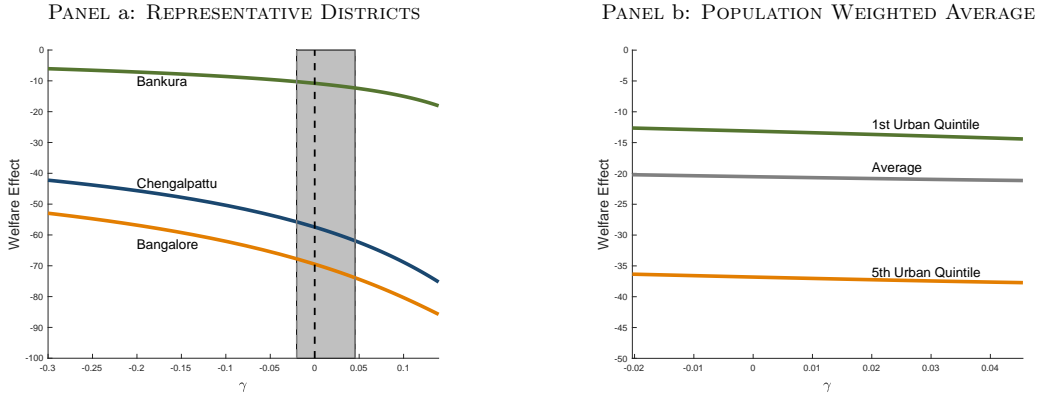 PANEL a: REPRESENTATIVE DISTRICTS
0
-10
-20
-30
-40
-50
-60
-70
-80
-90
-100
Welfare Effect
Bankura
Chengalpattu
Bangalore
-0.3 -0.25 -0.2 -0.15 -0.1 -0.05 0 0.05 0.1
γ
PANEL b: POPULATION WEIGHTED AVERAGE
0
-5
-10
-15
-20
-25
-30
-35
-40
-45
-50
Welfare Effect
1st Urban Quintile
Average
5th Urban Quintile
-0.02 -0.01 0 0.01 0.02 0.03 0.04
γ